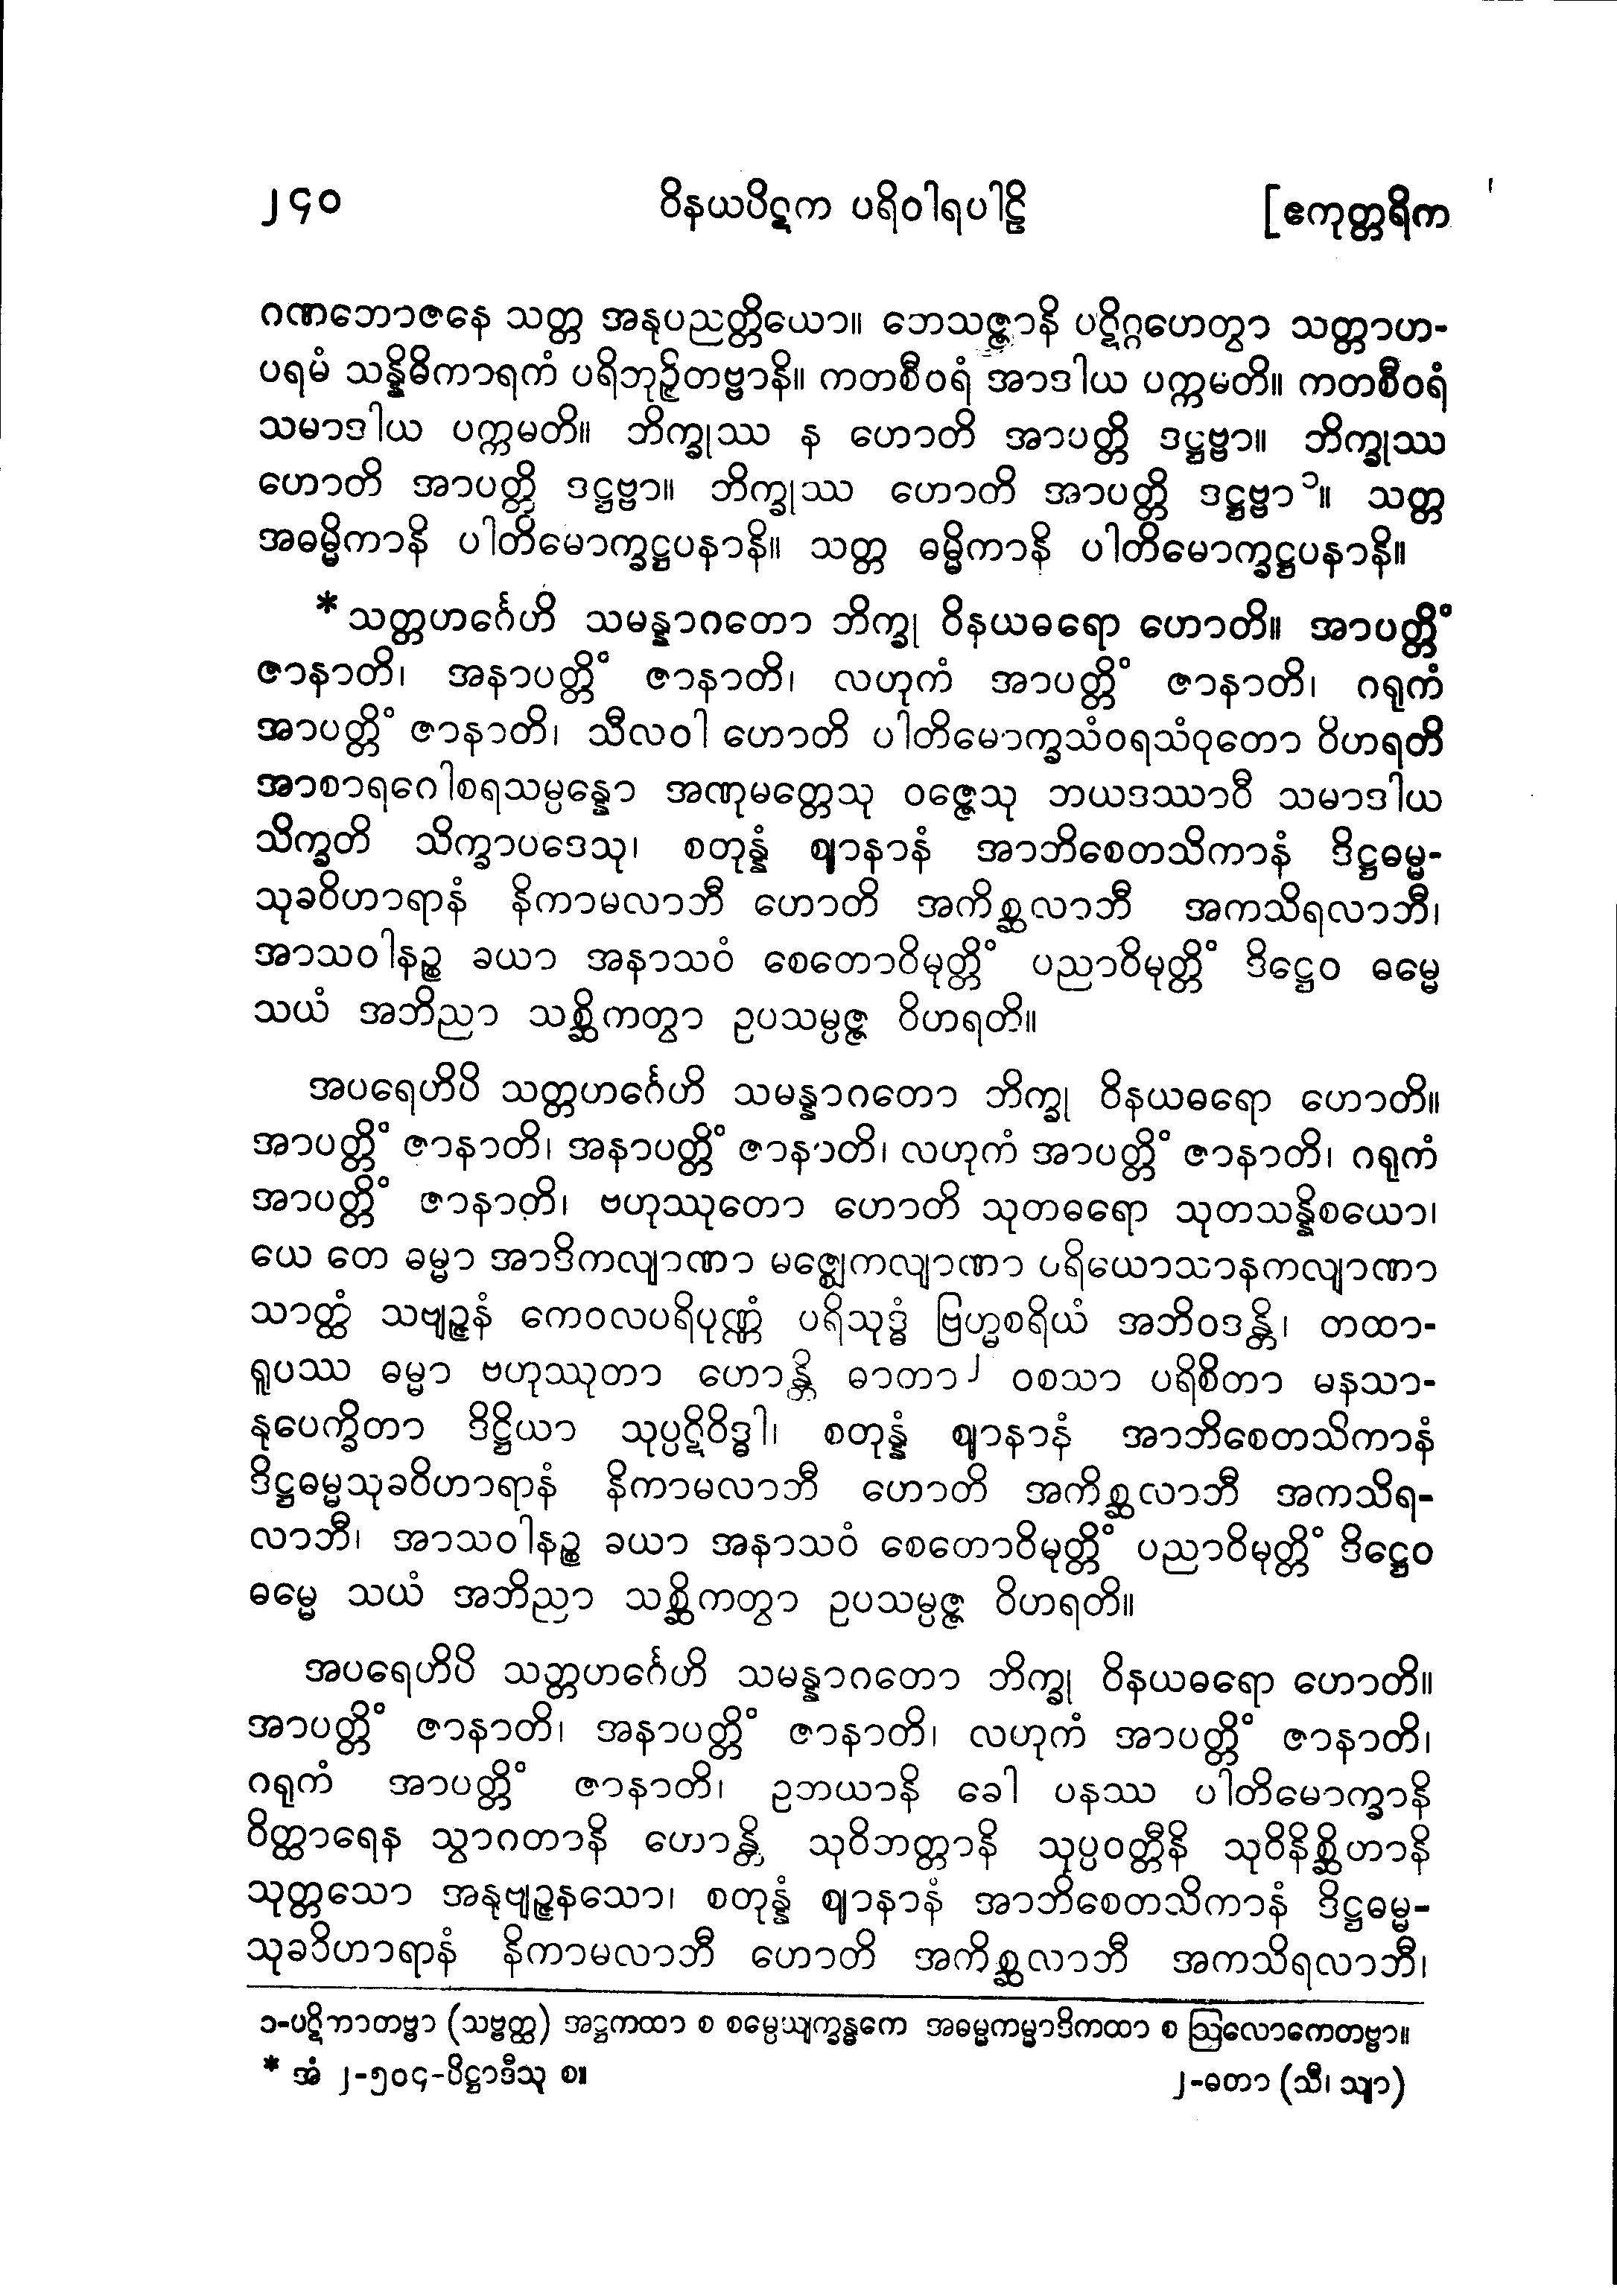 ၂၄၀ ဝိနယပိဋက ပရိဝါရပါဠိ [ဧကုတ္တရိက
ဂဏဘောဇနေ သတ္တ အနုပညတ္တိယော။ ဘေသဇ္ဇာနိ ပဋိဂ္ဂဟေတွာ သတ္တာဟ-
ပရမံ သန္နိဓိကာရကံ ပရိဘုဉ္ဇိတဗ္ဗာနိ။ ကတစီဝရံ အာဒါယ ပက္ကမတိ။ ကတစီဝရံ
သမာဒါယ ပက္ကမတိ။ ဘိက္ခုဿ န ဟောတိ အာပတ္တိ ဒဋ္ဌဗ္ဗာ။ ဘိက္ခုဿ
ဟောတိ အာပတ္တိ ဒဋ္ဌဗ္ဗာ။ ဘိက္ခုဿ ဟောတိ အာပတ္တိ ဒဋ္ဌဗ္ဗာ၁။ သတ္တ
အဓမ္မိကာနိ ပါတိမောက္ခဋ္ဌပနာနိ။ သတ္တ ဓမ္မိကာနိ ပါတိမောက္ခဋ္ဌပနာနိ။
* သတ္တဟင်္ဂေဟိ သမန္နာဂတော ဘိက္ခု ဝိနယဓရော ဟောတိ။ အာပတ္တိံ
ဇာနာတိ၊ အနာပတ္တိံ ဇာနာတိ၊ လဟုကံ အာပတ္တိံ ဇာနာတိ၊ ဂရုကံ
အာပတ္တိံ ဇာနာတိ၊ သီလဝါ ဟောတိ ပါတိမောက္ခသံဝရသံဝုတော ဝိဟရတိ
အာစာရဂေါစရသမ္ပန္နော အဏုမတ္တေသု ဝဇ္ဇေသု ဘယဒဿာဝီ သမာဒါယ
သိက္ခတိ သိက္ခာပဒေသု၊ စတုန္နံ ဈာနာနံ အာဘိစေတသိကာနံ ဒိဋ္ဌဓမ္မ-
သုခဝိဟာရာနံ နိကာမလာဘီ ဟောတိ အကိစ္ဆလာဘီ အကသိရလာဘီ၊
အာသဝါနဉ္စ ခယာ အနာသဝံ စေတောဝိမုတ္တိံ ပညာဝိမုတ္တိံ ဒိဋ္ဌေဝ ဓမ္မေ
သယံ အဘိညာ သစ္ဆိကတွာ ဥပသမ္ပဇ္ဇ ဝိဟရတိ။
အပရေဟိပိ သတ္တဟင်္ဂေဟိ သမန္နာဂတော ဘိက္ခု ဝိနယဓရော ဟောတိ။
အာပတ္တိံ ဇာနာတိ၊ အနာပတ္တိံ ဇာနာတိ၊ လဟုကံ အာပတ္တိံ ဇာနာတိ၊ ဂရုကံ
အာပတ္တိံ ဇာနာတိ၊ ဗဟုဿုတော ဟောတိ သုတဓရော သုတသန္နိစယော၊
ယေ တေ ဓမ္မာ အာဒိကလျာဏာ မဇ္ဈေကလျာဏာ ပရိယောသာနကလျာဏာ
သာတ္ထံ သဗျဉ္ဇနံ ကေဝလပရိပုဏ္ဏံ ပရိသုဒ္ဓံ ဗြဟ္မစရိယံ အဘိဝဒန္တိ၊ တထာ-
ရူပဿ ဓမ္မာ ဗဟုဿုတာ ဟောန္တိ ဓာတာ၂ ဝစသာ ပရိစိတာ မနသာ-
နုပေက္ခိတာ ဒိဋ္ဌိယာ သုပ္ပဋိဝိဒ္ဓါ၊ စတုန္နံ ဈာနာနံ အာဘိစေတသိကာနံ
ဒိဋ္ဌဓမ္မသုခဝိဟာရာနံ နိကာမလာဘီ ဟောတိ အကိစ္ဆလာဘီ အကသိရ-
လာဘီ၊ အာသဝါနဉ္စ ခယာ အနာသဝံ စေတောဝိမုတ္တိံ ပညာဝိမုတ္တိံ ဒိဋ္ဌေဝ
ဓမ္မေ သယံ အဘိညာ သစ္ဆိကတွာ ဥပသမ္ပဇ္ဇ ဝိဟရတိ။
အပရေဟိပိ သတ္တဟင်္ဂေဟိ သမန္နာဂတော ဘိက္ခု ဝိနယဓရော ဟောတိ။
အာပတ္တိံ ဇာနာတိ၊ အနာပတ္တိံ ဇာနာတိ၊ လဟုကံ အာပတ္တိံ ဇာနာတိ၊
ဂရုကံ အာပတ္တိံ ဇာနာတိ၊ ဥဘယာနိ ခေါ ပနဿ ပါတိမောက္ခာနိ
ဝိတ္ထာရေန သွာဂတာနိ ဟောန္တိ သုဝိဘတ္တာနိ သုပ္ပဝတ္တီနိ သုဝိနိစ္ဆိတာနိ
သုတ္တသော အနုဗျဉ္ဇနသော၊ စတုန္နံ ဈာနာနံ အာဘိစေတသိကာနံ ဒိဋ္ဌဓမ္မ-
သုခဝိဟာရာနံ နိကာမလာဘီ ဟောတိ အကိစ္ဆလာဘီ အကသိရလာဘီ၊
၁-ပဋိကာတဗ္ဗာ (သဗ္ဗတ္ထ) အဋ္ဌကထာ စ စမ္ပေယျက္ခန္ဓကေ အဓမ္မကမ္မာဒိကထာ စ ဩလောကေတဗ္ဗာ။
* အံ ၂-၅၀၄-ပိဋ္ဌာဒီသု စ။ ၂-ဓတာ (သီ၊ သျာ)